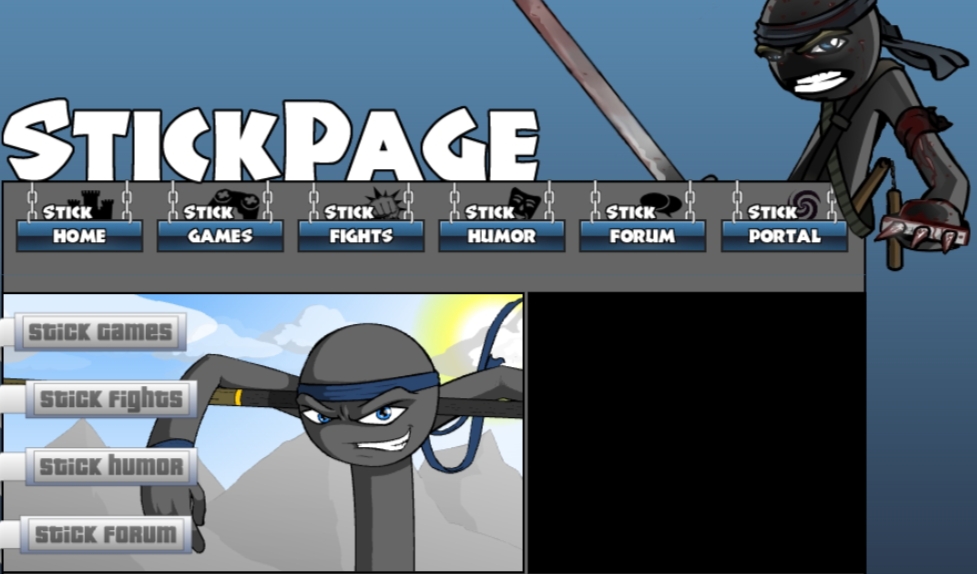 STICKPAGE
STICK HOME
STICK GAMES
STICK FIGHTS
STICK HUMOR
STICK FORUM
STICK PORTAL
STICK GAMES
STICK FIGHTS
STICK HUMOR
STICK FORUM